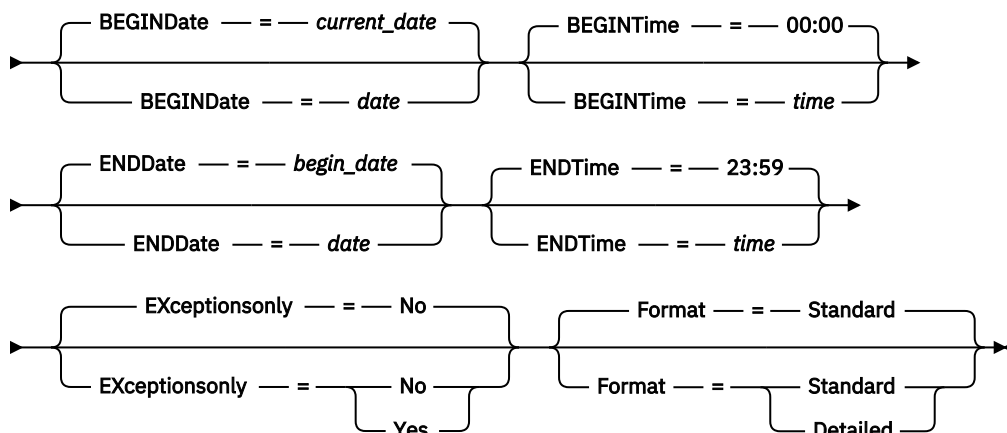 BEGINDate = current_date BEGINTime = 00:00
BEGINDate = date BEGINTime = time
ENDDate = begin_date ENDTime = 23:59
ENDDate = date ENDTime = time
EXceptionsonly = No Format = Standard
EXceptionsonly = No Format = Standard
Yes Detailed